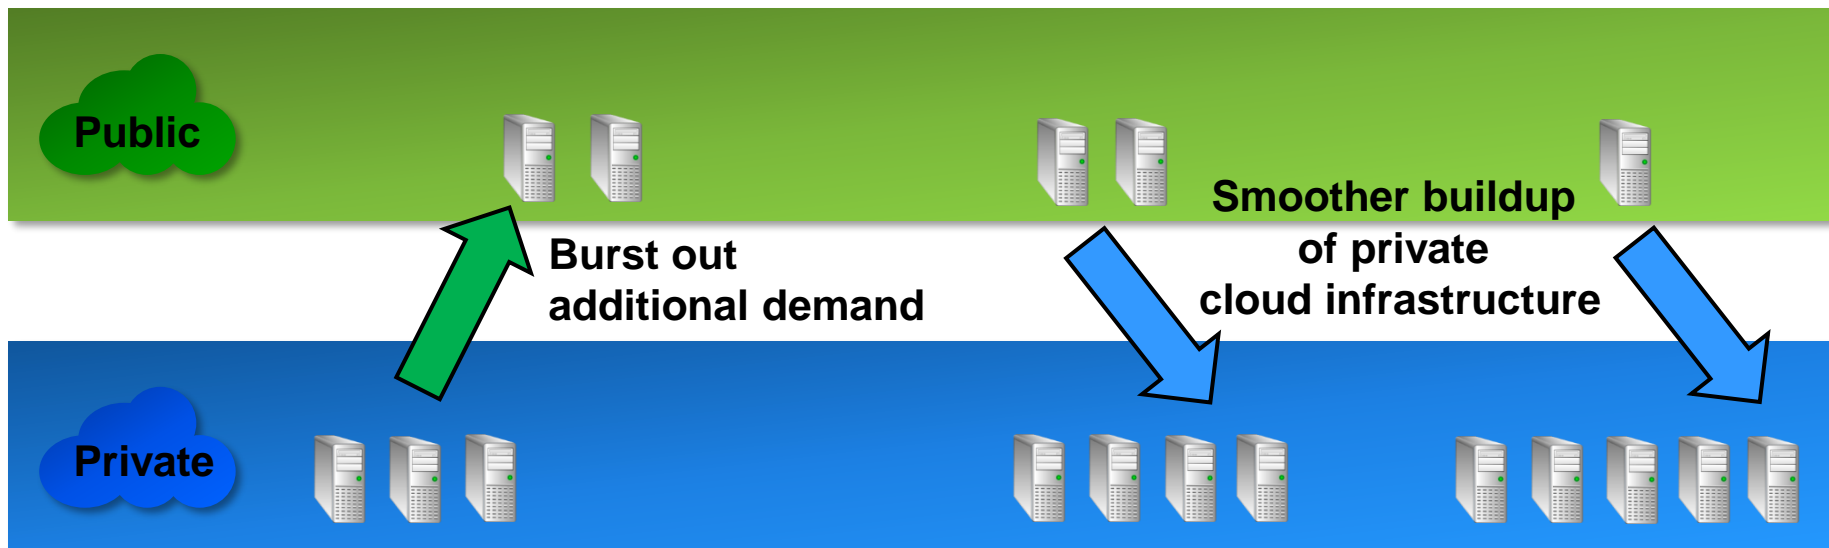 Public
Burst out
additional demand
Smoother buildup
of private
cloud infrastructure
Private